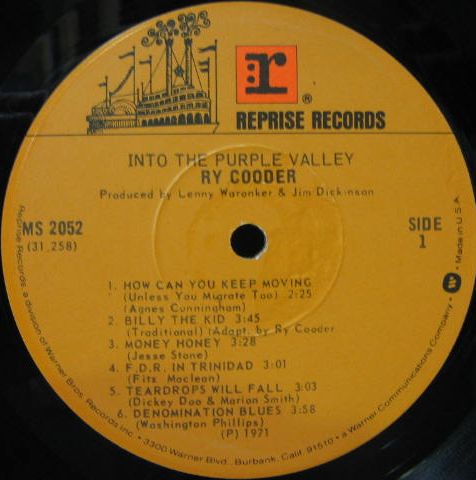 r ®
REPRISE RECORDS
INTO THE PURPLE VALLEY
RY COODER
Produced by Lenny Waronker & Jim Dickinson
MS 2052
(31,258)
SIDE
1
1. HOW CAN YOU KEEP MOVING
(Unless You Migrate Too) 2:25
(Agnes Cunningham)
2. BILLY THE KID 3:45
(Traditional) Adapt. by Ry Cooder
3. MONEY HONEY 3:28
(Jesse Stone)
4. F.D.R. IN TRINIDAD 3:01
(Fitz Maclean)
5. TEARDROPS WILL FALL 3:03
(Dickey Doo & Marion Smith)
6. DENOMINATION BLUES 3:58
(Washington Phillips)
(P) 1971
Reprise Records a division of Warner Bros. Records Inc. • 3300 Warner Blvd., Burbank, Calif. 91510 • a Warner Communications Company • W • Made in U.S.A.